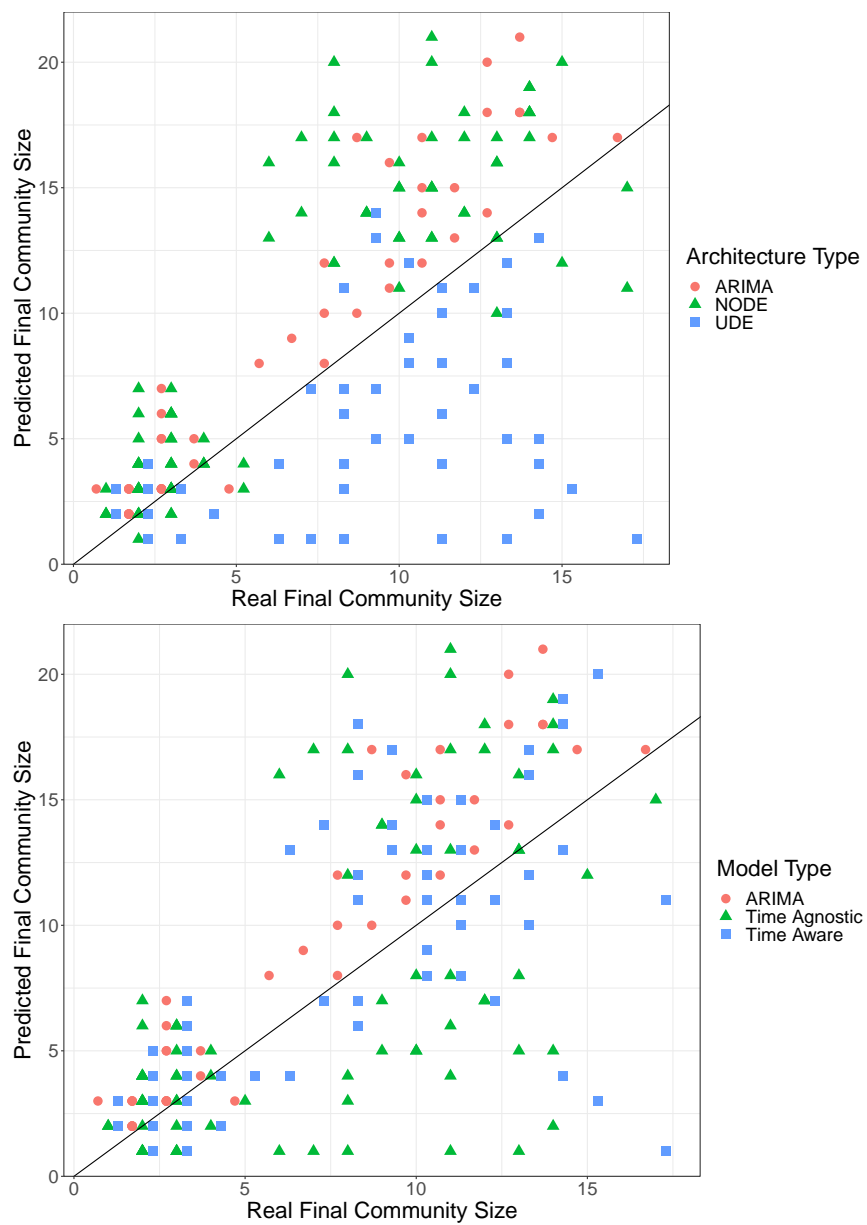 20
15
10
5
0
Predicted Final Community Size
0 5 10 15
Real Final Community Size
Architecture Type
ARIMA
NODE
UDE
20
15
10
5
0
Predicted Final Community Size
0 5 10 15
Real Final Community Size
Model Type
ARIMA
Time Agnostic
Time Aware